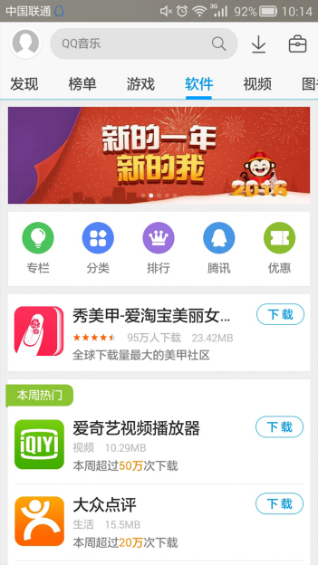 中国联通
3G
92%
10:14
QQ音乐
发现 榜单 游戏 软件 视频 图
新的一年
新的我
2016
专栏 分类 排行 腾讯 优惠
秀美甲-爱淘宝美丽女...
下载
95万人下载 23.42MB
全球下载量最大的美甲社区
本周热门
iQIYI
爱奇艺视频播放器
下载
视频 10.29MB
本周超过50万次下载
大众点评
下载
生活 15.5MB
本周超过20万次下载